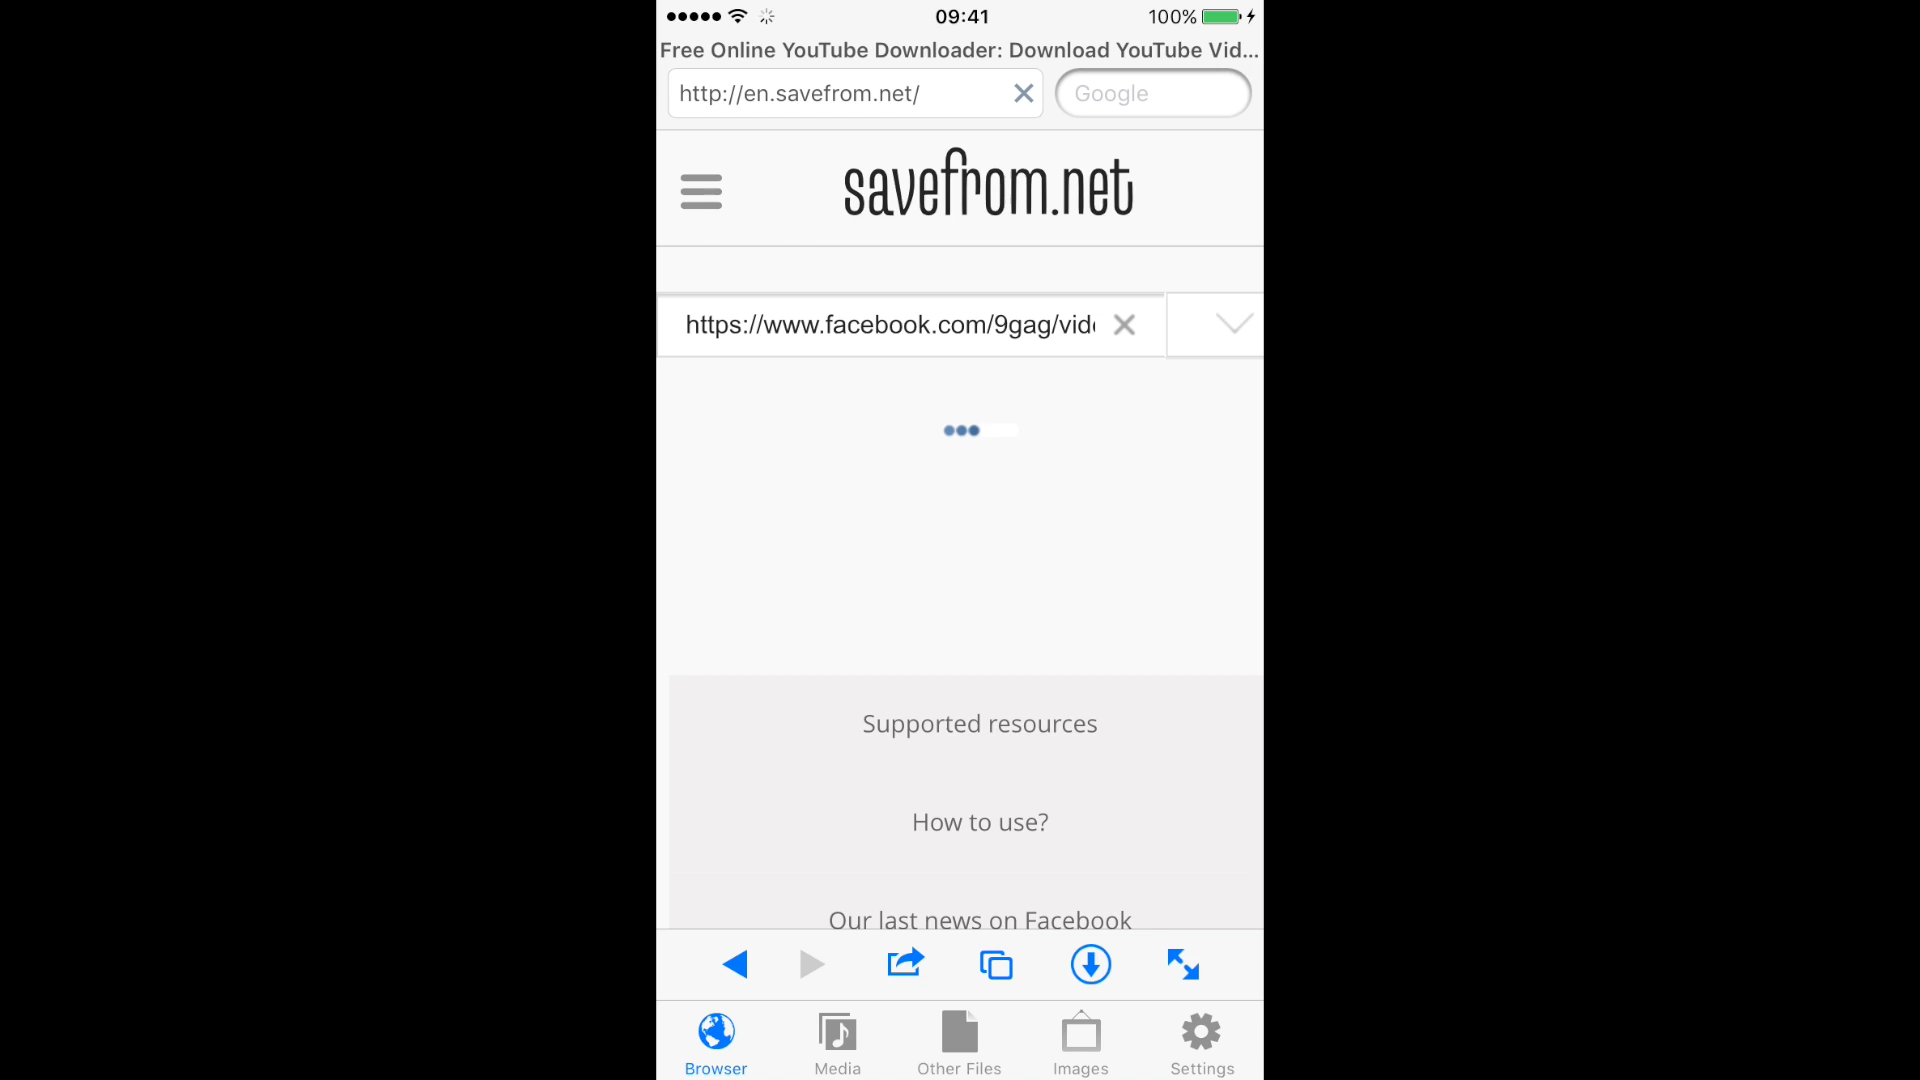 09:41
100%
Free Online YouTube Downloader: Download YouTube Vid...
http://en.savefrom.net/
Google
savefrom.net
https://www.facebook.com/9gag/vide
Supported resources
How to use?
Our last news on Facebook
Browser
Media
Other Files
Images
Settings